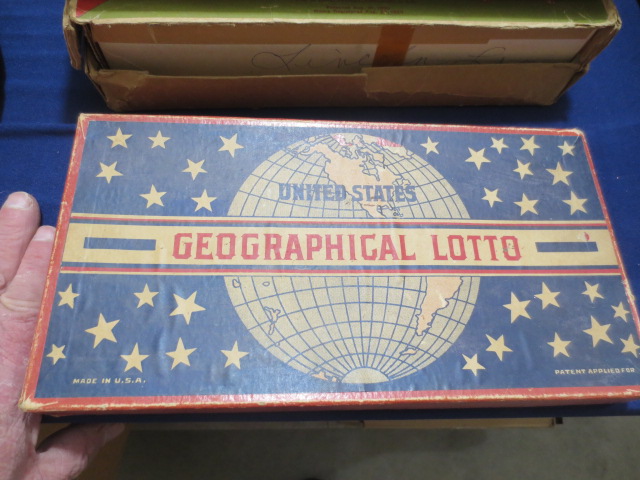 UNITED STATES
GEOGRAPHICAL LOTTO
MADE IN U.S.A.
PATENT APPLIED FOR